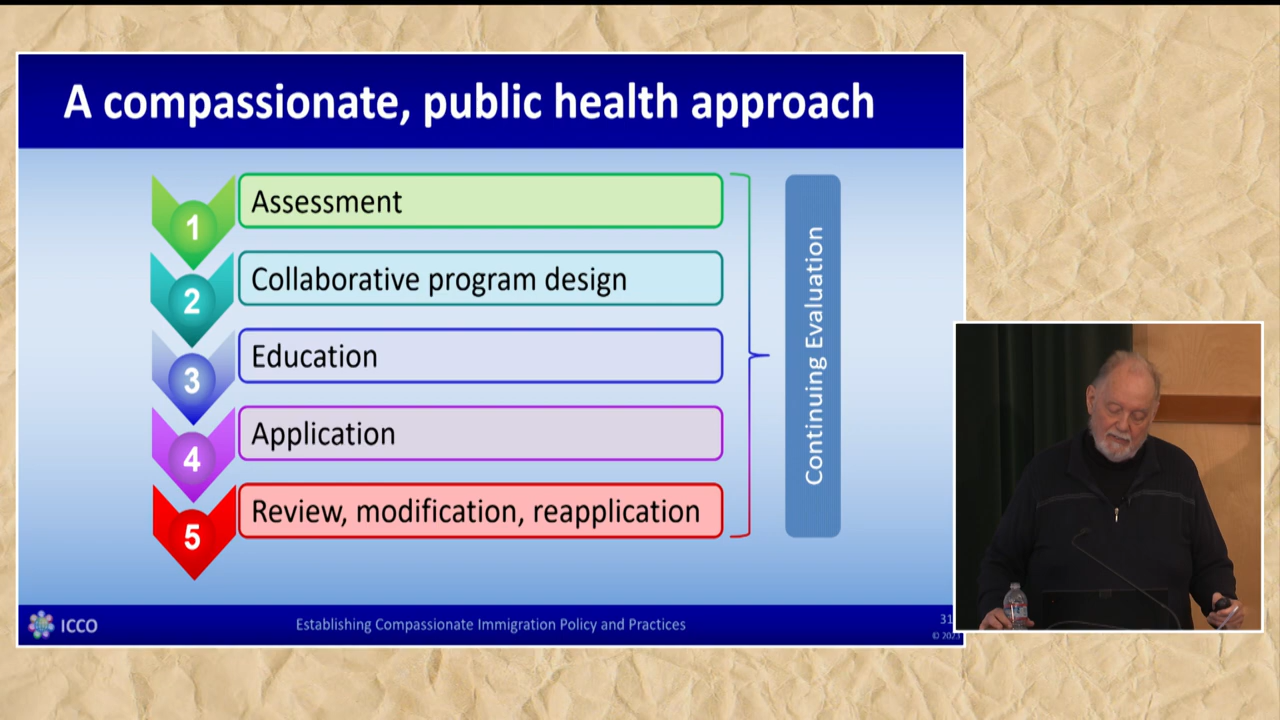 A compassionate, public health approach
1
Assessment
2
Collaborative program design
3
Education
4
Application
5
Review, modification, reapplication
Continuing Evaluation
ICCO
Establishing Compassionate Immigration Policy and Practices
31
© 2023